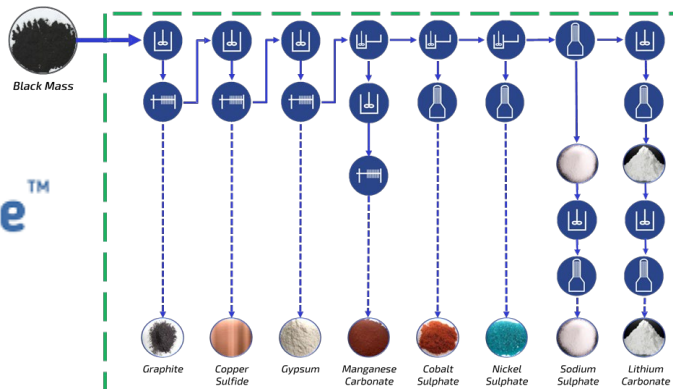 Black Mass
e™
Graphite
Copper
Sulfide
Gypsum
Manganese
Carbonate
Cobalt
Sulphate
Nickel
Sulphate
Sodium
Sulphate
Lithium
Carbonate